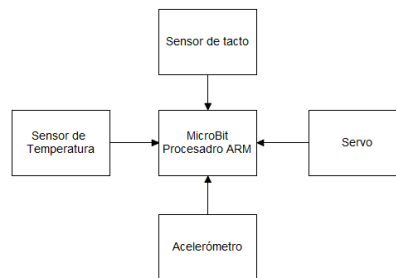 Sensor de tacto
Sensor de
Temperatura
MicroBit
Procesadro ARM
Servo
Acelerómetro